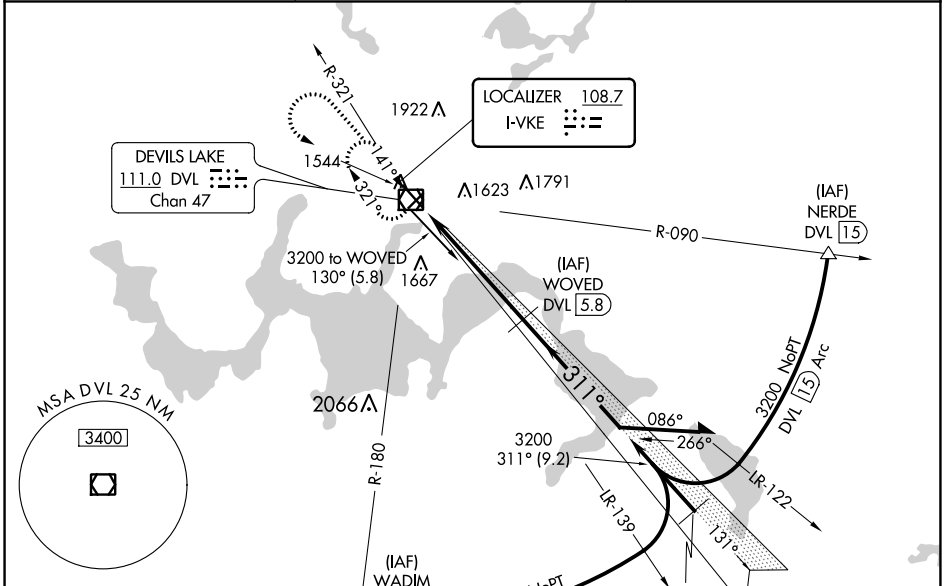 R-321
1922
LOCALIZER 108.7
I-VKE
DEVILS LAKE
111.0 DVL
Chan 47
1544
141°
321°
1623
1791
(IAF)
NERDE
DVL 15
R-090
3200 to WOVED
130° (5.8)
1667
(IAF)
WOVED
DVL 5.8
3200 NoPT
DVL 15 Arc
MSA DVL 25 NM
3400
2066
R-180
311°
086°
266°
3200
311° (9.2)
LR-122
LR-139
131°
(IAF)
WADIM
NoPT